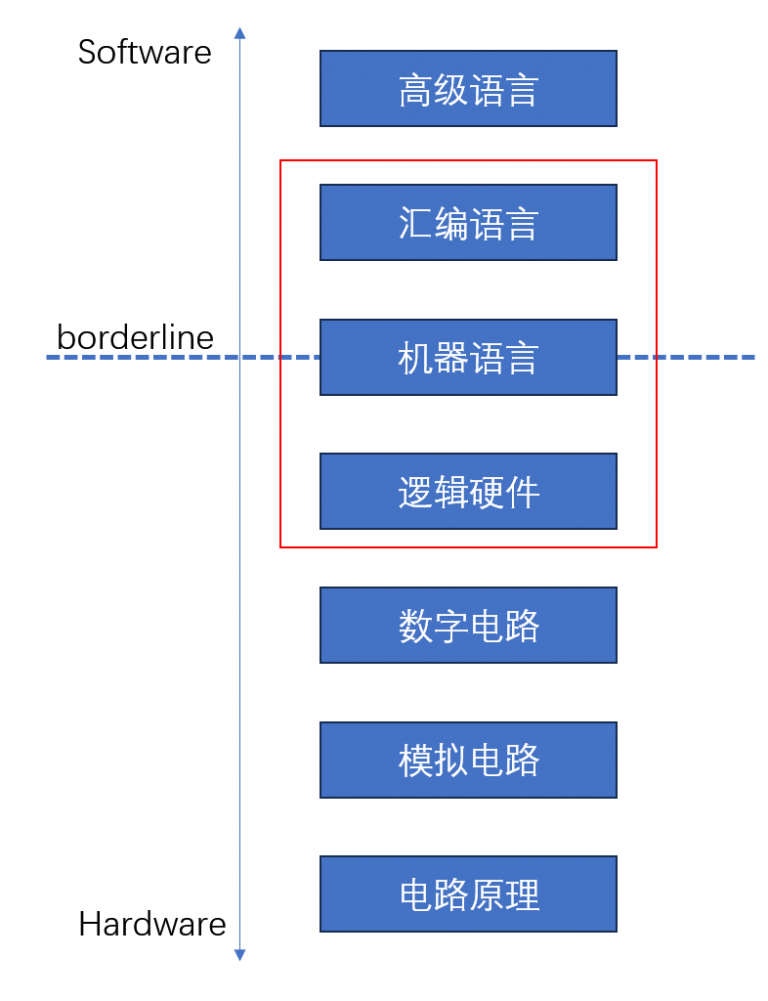 Software
高级语言
汇编语言
borderline
机器语言
逻辑硬件
数字电路
模拟电路
电路原理
Hardware